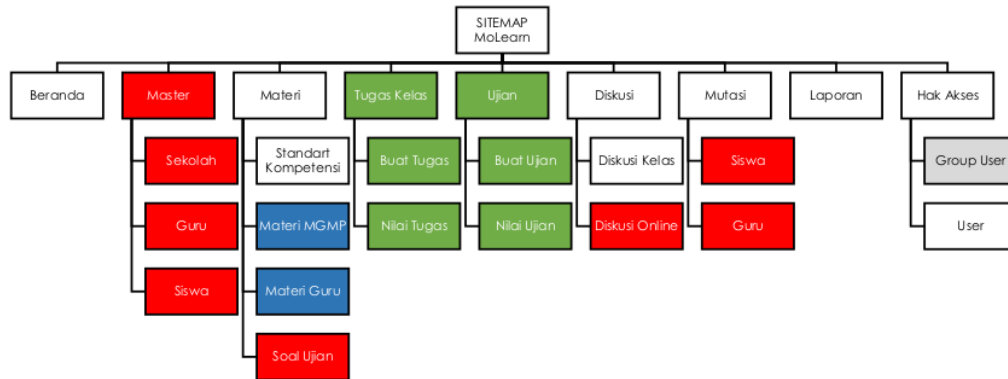 SITEMAP
MoLearn
Beranda
Master
Materi
Tugas Kelas
Ujian
Diskusi
Mutasi
Laporan
Hak Akses
Sekolah
Standart
Kompetensi
Buat Tugas
Buat Ujian
Diskusi Kelas
Siswa
Group User
Guru
Materi MGMP
Nilai Tugas
Nilai Ujian
Diskusi Online
Guru
User
Siswa
Materi Guru
Soal Ujian